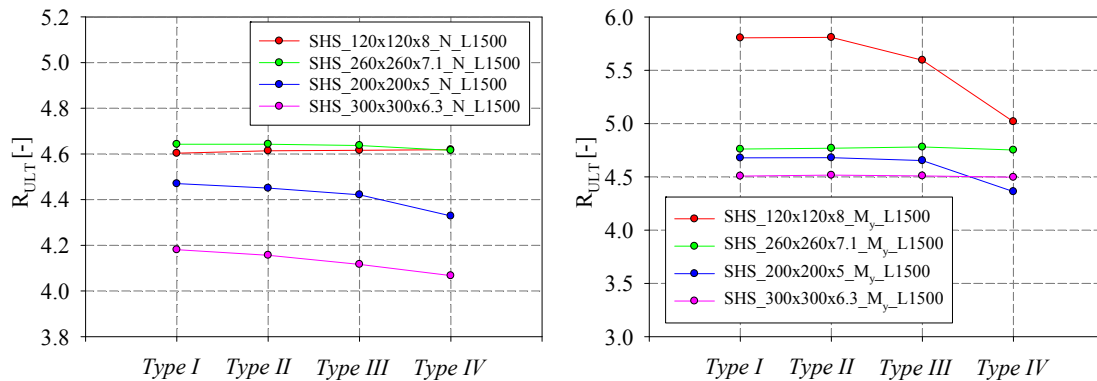 R_ULT [-]
5.2
5.0
4.8
4.6
4.4
4.2
4.0
3.8
SHS_120x120x8_N_L1500
SHS_260x260x7.1_N_L1500
SHS_200x200x5_N_L1500
SHS_300x300x6.3_N_L1500
Type I Type II Type III Type IV
R_ULT [-]
6.0
5.5
5.0
4.5
4.0
3.5
3.0
SHS_120x120x8_M_y_L1500
SHS_260x260x7.1_M_y_L1500
SHS_200x200x5_M_y_L1500
SHS_300x300x6.3_M_y_L1500
Type I Type II Type III Type IV